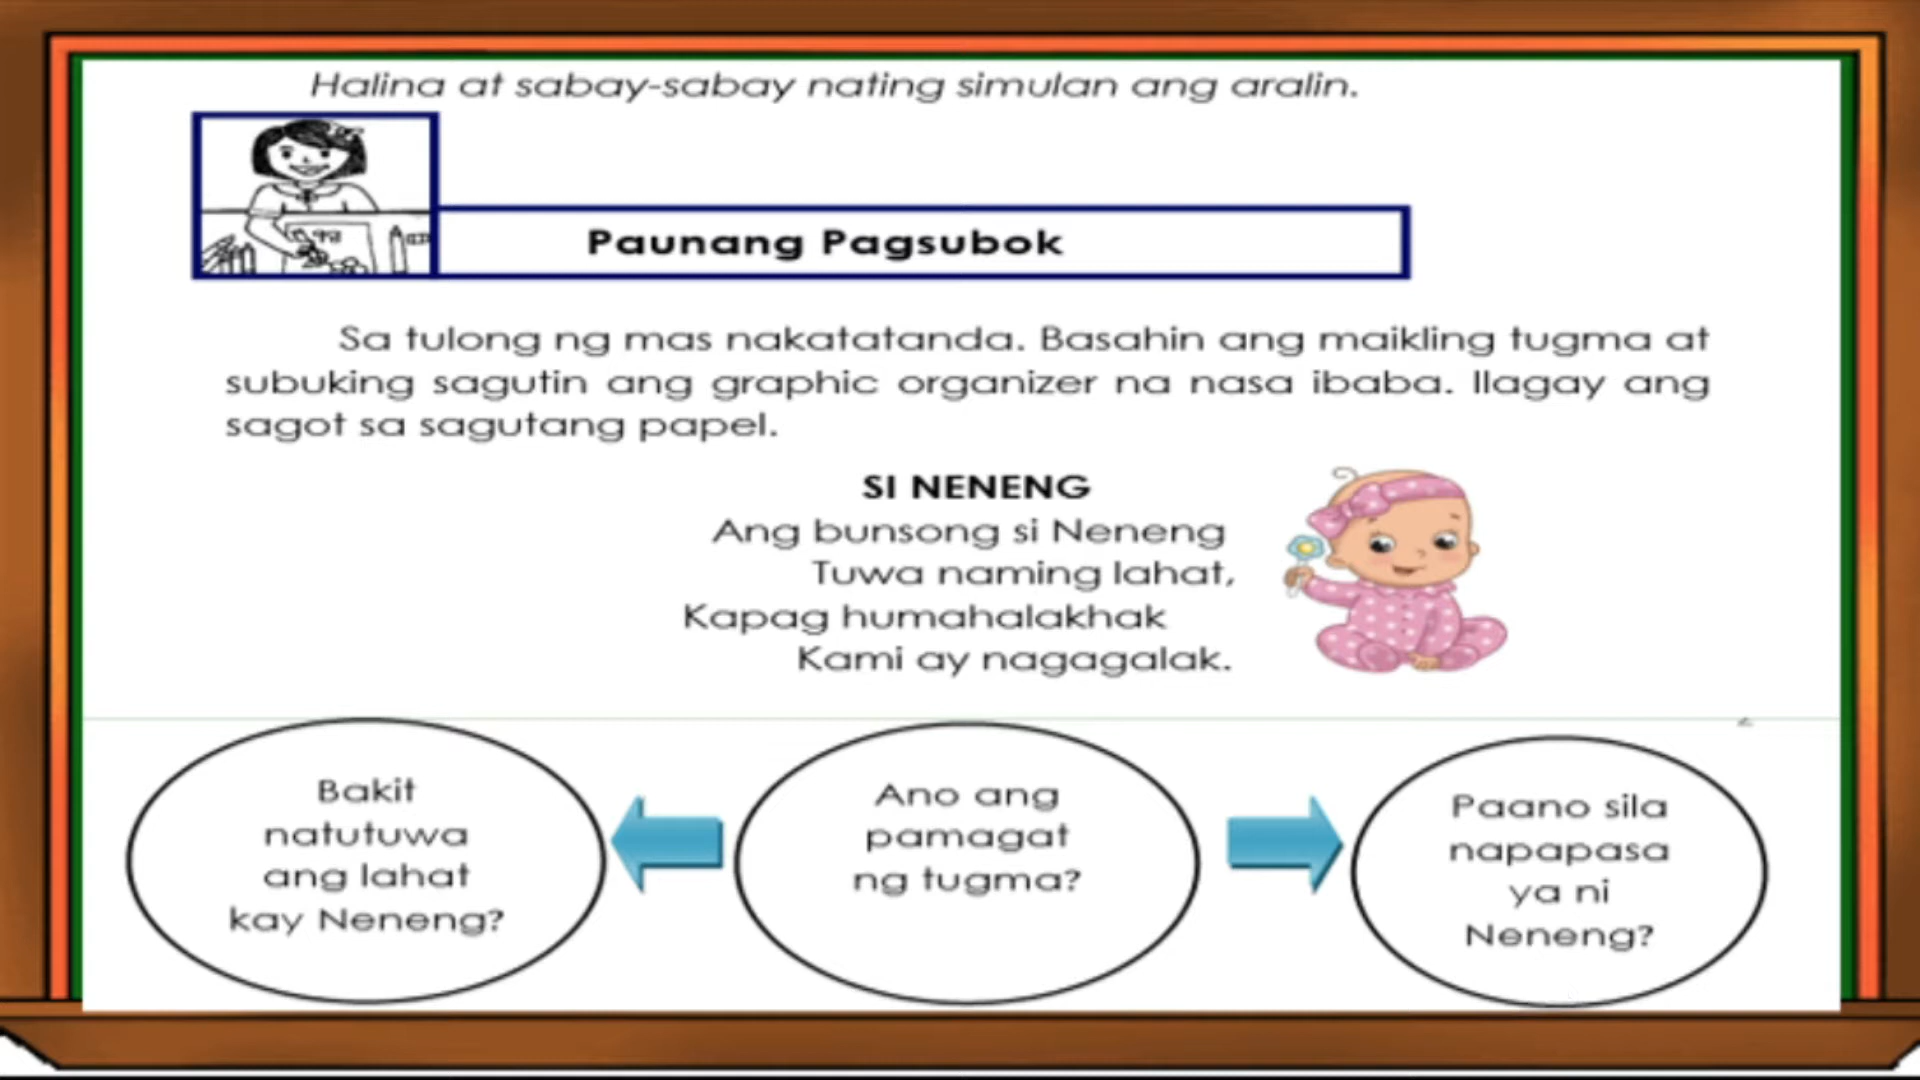 Halina at sabay-sabay nating simulan ang aralin.
Paunang Pagsubok
Sa tulong ng mas nakatatanda. Basahin ang maikling tugma at
subuking sagutin ang graphic organizer na nasa ibaba. Ilagay ang
sagot sa sagutang papel.
SI NENENG
Ang bunsong si Neneng
Tuwa naming lahat,
Kapag humahalakhak
Kami ay nagagalak.
Bakit
natutuwa
ang lahat
kay Neneng?
Ano ang
pamagat
ng tugma?
Paano sila
napapasa
ya ni
Neneng?